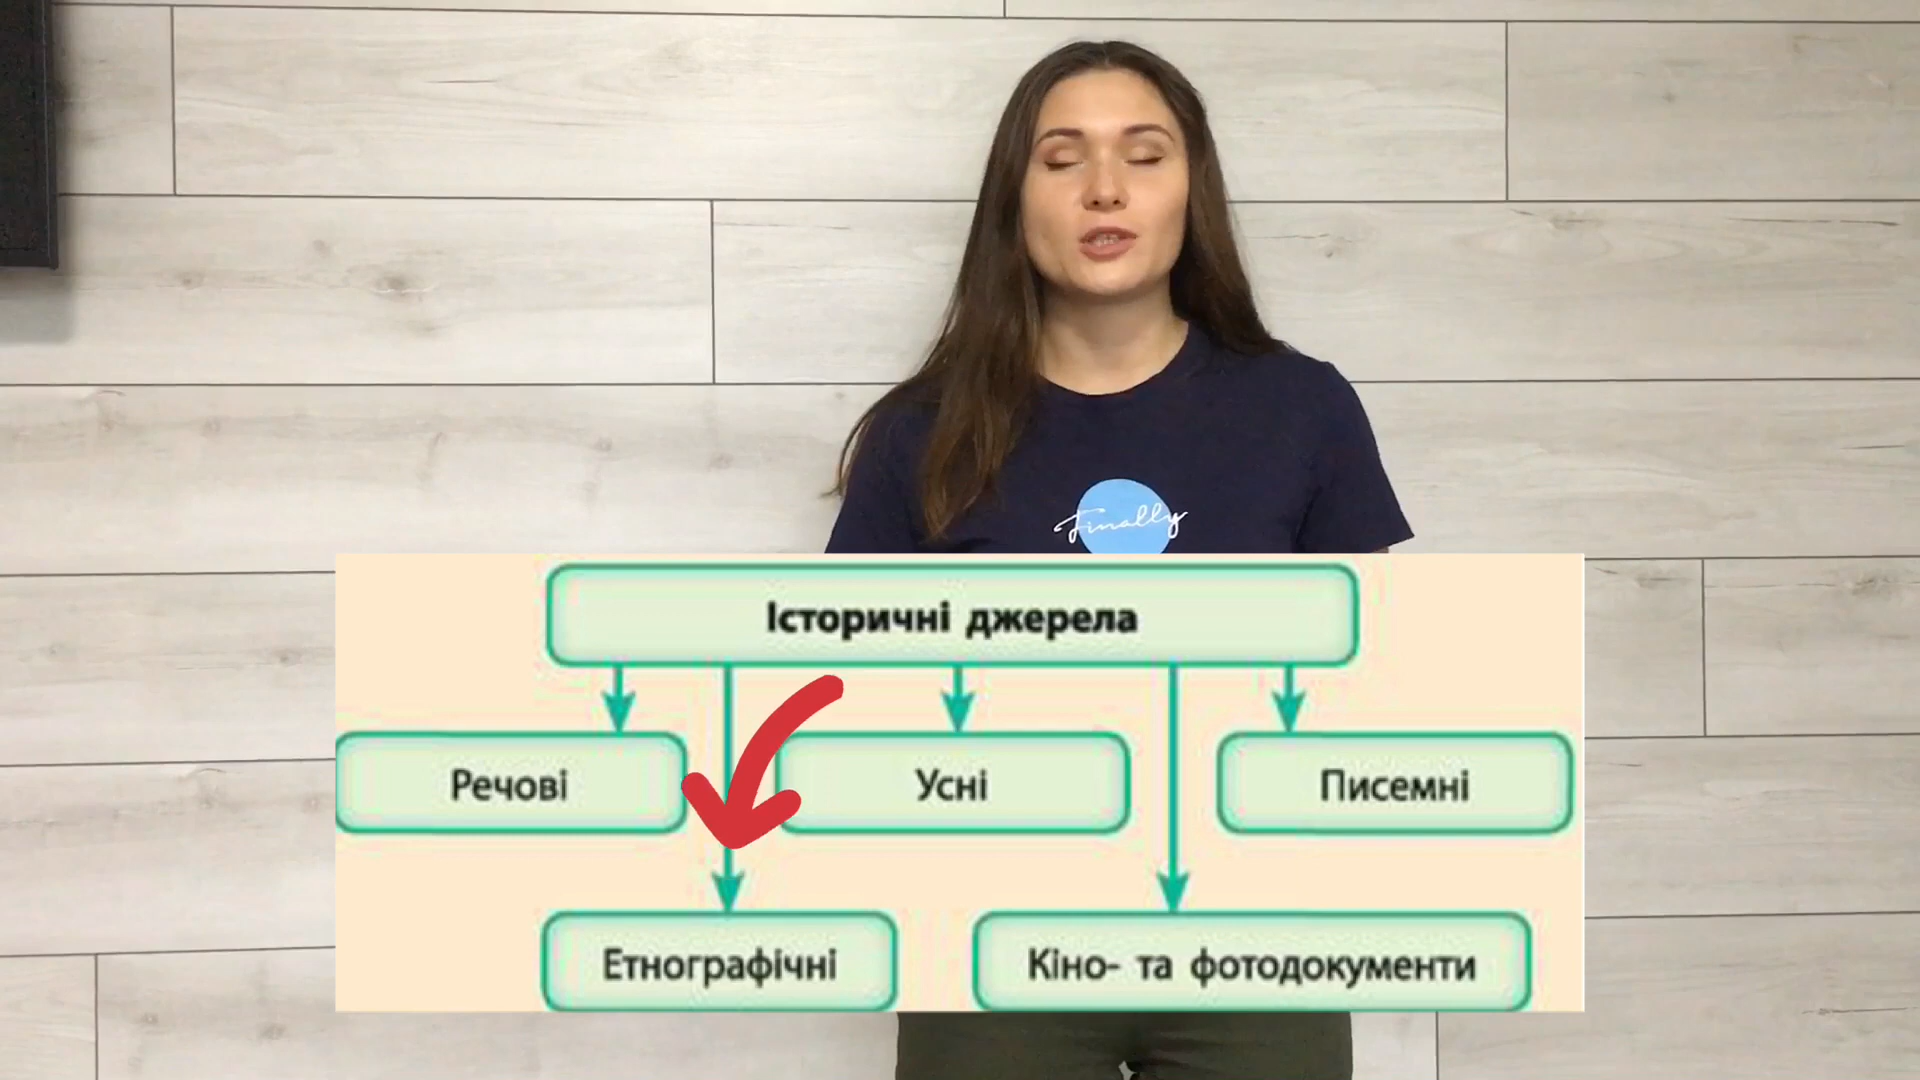 Finally
Історичні джерела
Речові
Усні
Писемні
Етнографічні
Кіно- та фотодокументи